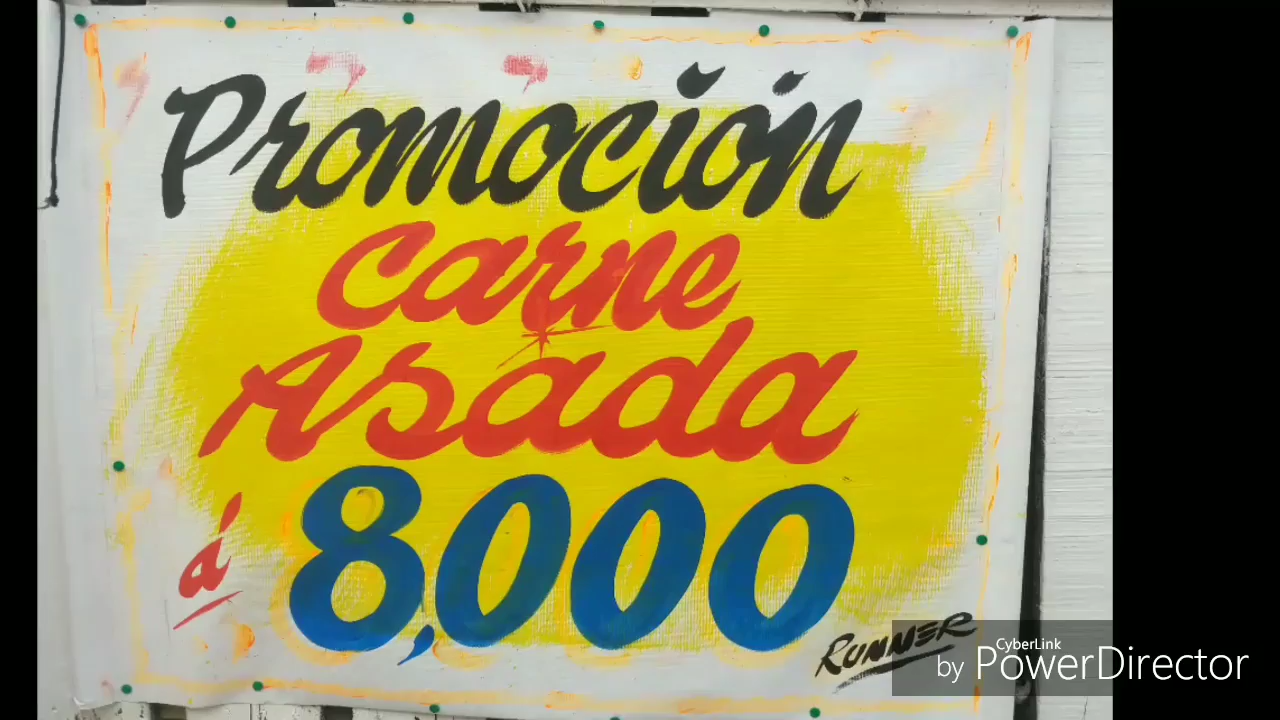 Promoción
Carne
Asada
á 8,000
RUNNER
CyberLink
by PowerDirector